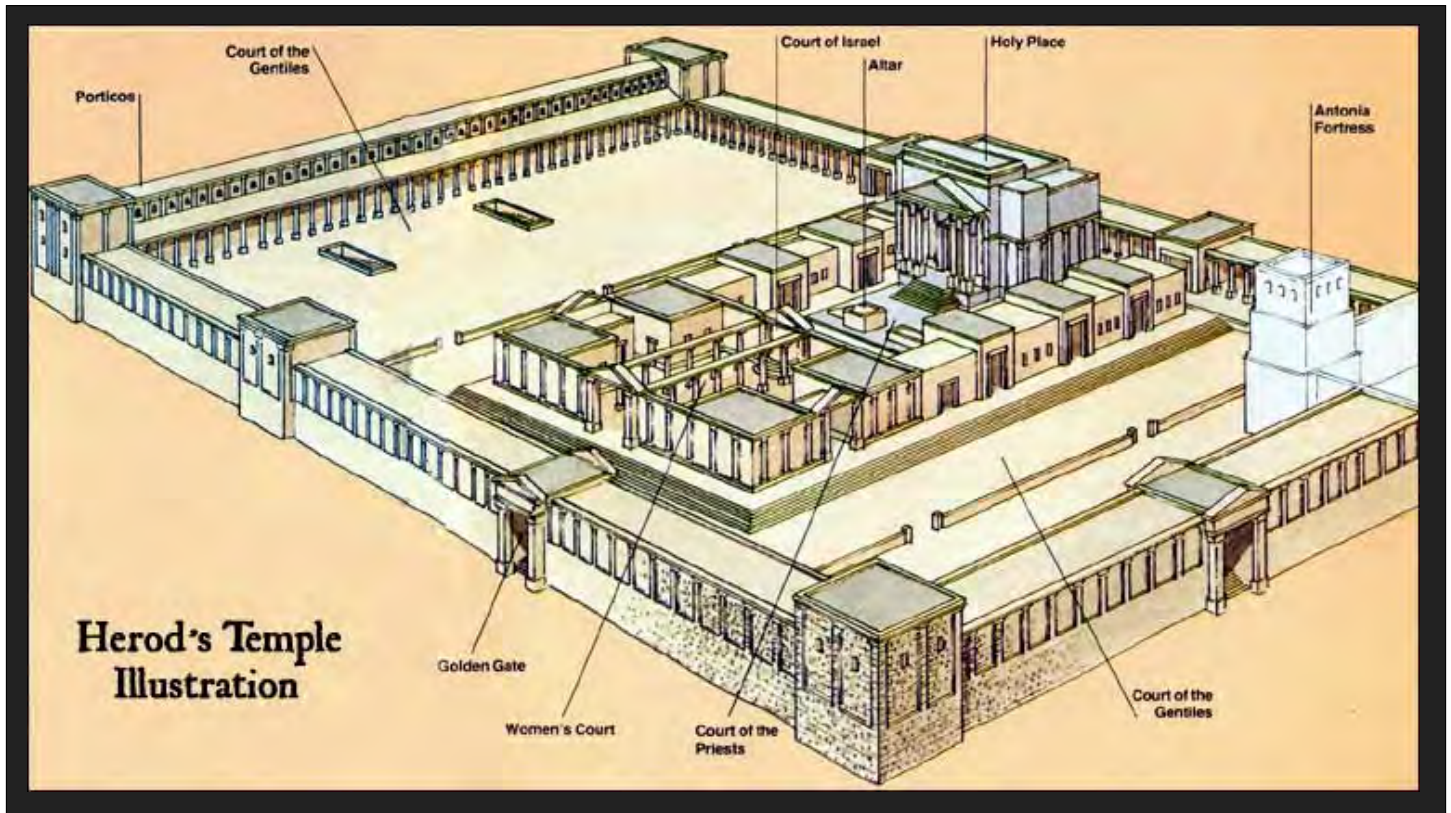 Court of the
Gentiles
Court of Israel
Holy Place
Altar
Porticos
Antonia
Fortress
Herod's Temple
Illustration
Golden Gate
Women's Court
Court of the
Priests
Court of the
Gentiles